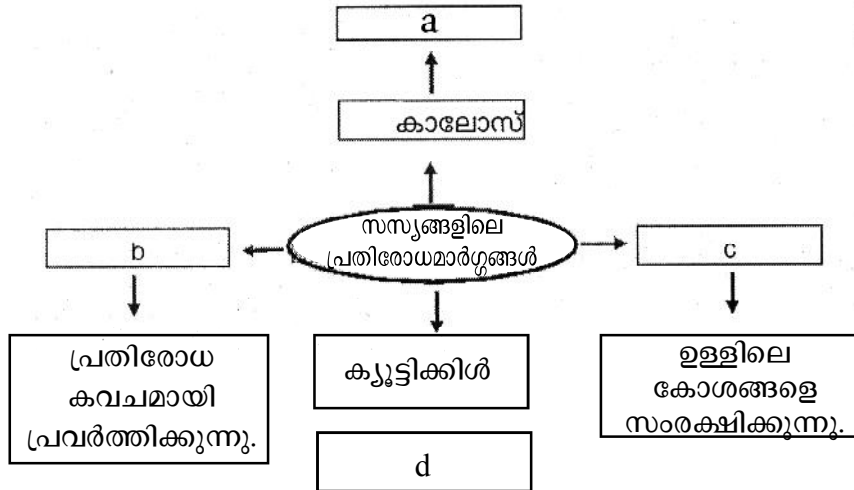 a
കാലോസ്
സസ്യങ്ങളിലെ
പ്രതിരോധമാർഗ്ഗങ്ങൾ
b
c
പ്രതിരോധ
കവചമായി
പ്രവർത്തിക്കുന്നു.
ക്യൂട്ടിക്കിൾ
ഉള്ളിലെ
കോശങ്ങളെ
സംരക്ഷിക്കുന്നു.
d